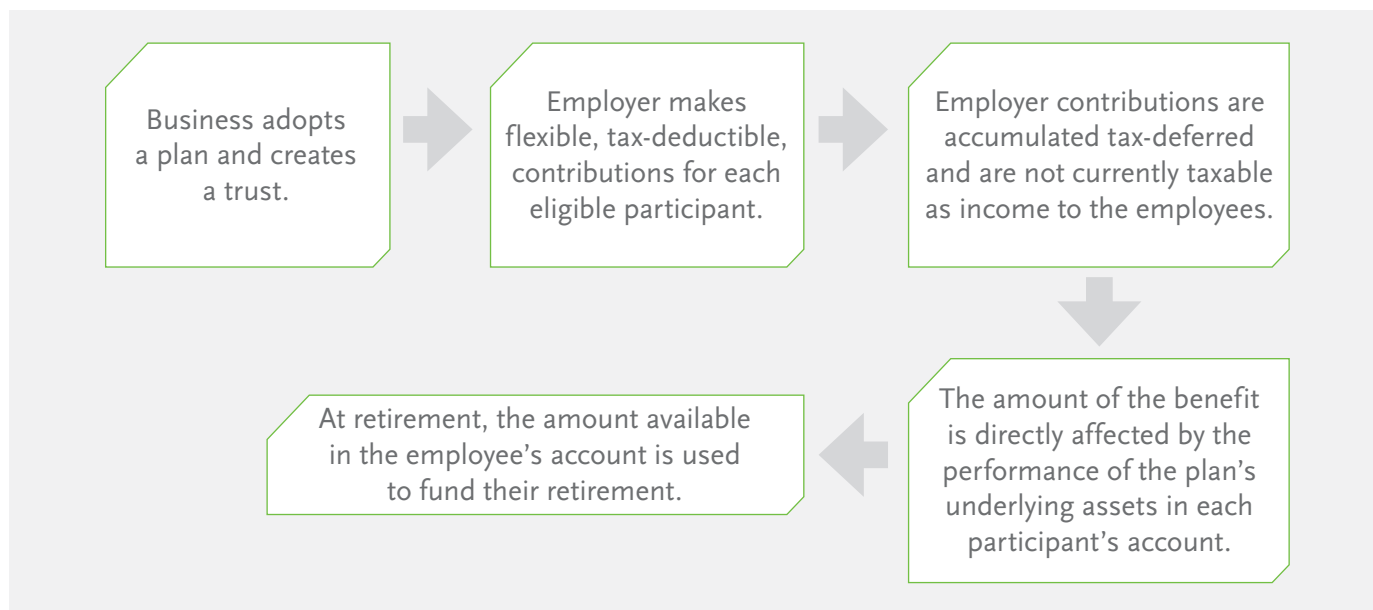 Business adopts
a plan and creates
a trust.
Employer makes
flexible, tax-deductible,
contributions for each
eligible participant.
Employer contributions are
accumulated tax-deferred
and are not currently taxable
as income to the employees.
The amount of the benefit
is directly affected by the
performance of the plan’s
underlying assets in each
participant’s account.
At retirement, the amount available
in the employee’s account is used
to fund their retirement.